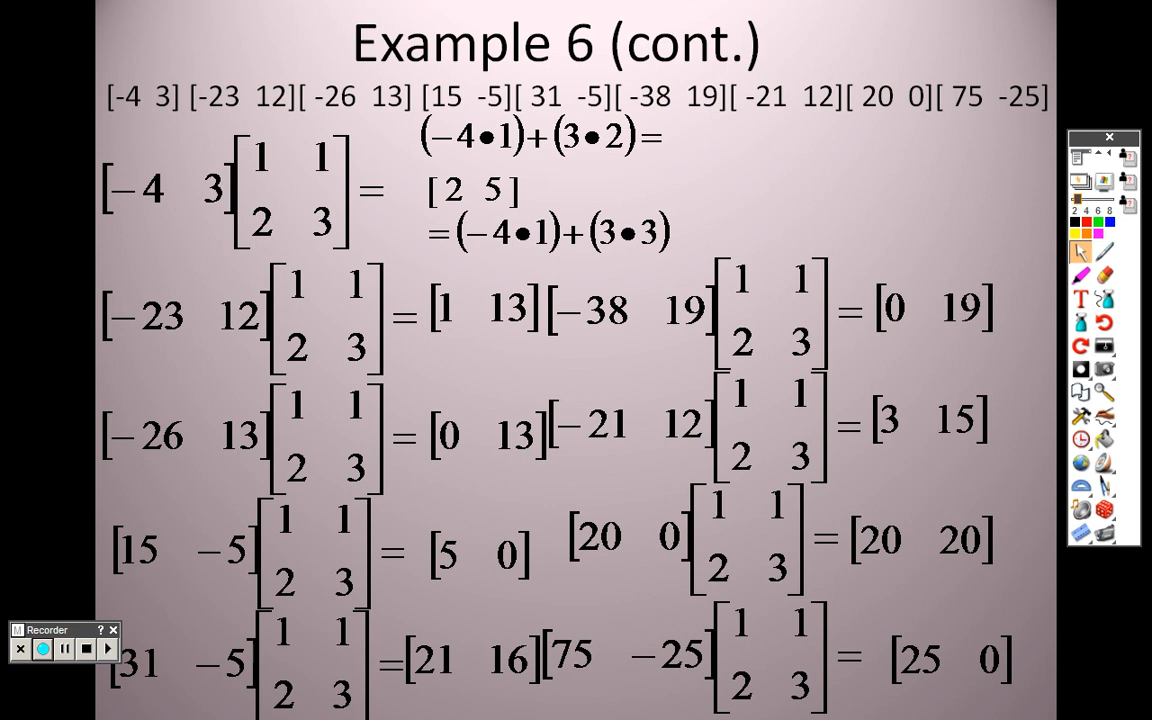 Example 6 (cont.)
[-4 3] [-23 12][ -26 13] [15 -5][ 31 -5][ -38 19][ -21 12][ 20 0][ 75 -25]
(−4•1)+(3•2)=
[−4 3][1 1
2 3] = [2 5]
=(−4•1)+(3•3)
[−23 12][1 1
2 3] = [1 13]
[−38 19][1 1
2 3] = [0 19]
[−26 13][1 1
2 3] = [0 13]
[−21 12][1 1
2 3] = [3 15]
[15 −5][1 1
2 3] = [5 0]
[20 0][1 1
2 3] = [20 20]
[31 −5][1 1
2 3] = [21 16]
[75 −25][1 1
2 3] = [25 0]
M Recorder ? ×
2 4 6 8
T